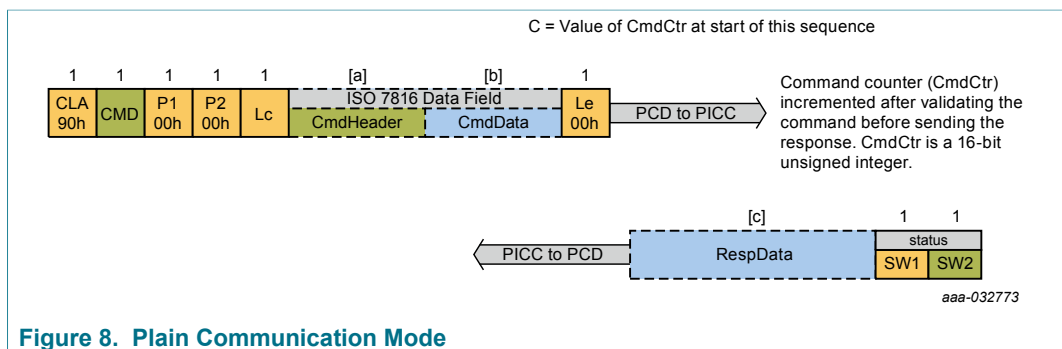 C = Value of CmdCtr at start of this sequence
1 1 1 1 1 [a] [b] 1
CLA 90h CMD P1 00h P2 00h Lc ISO 7816 Data Field CmdHeader CmdData Le 00h PCD to PICC
Command counter (CmdCtr)
incremented after validating the
command before sending the
response. CmdCtr is a 16-bit
unsigned integer.
[c] 1 1
PICC to PCD RespData status SW1 SW2
aaa-032773
Figure 8. Plain Communication Mode